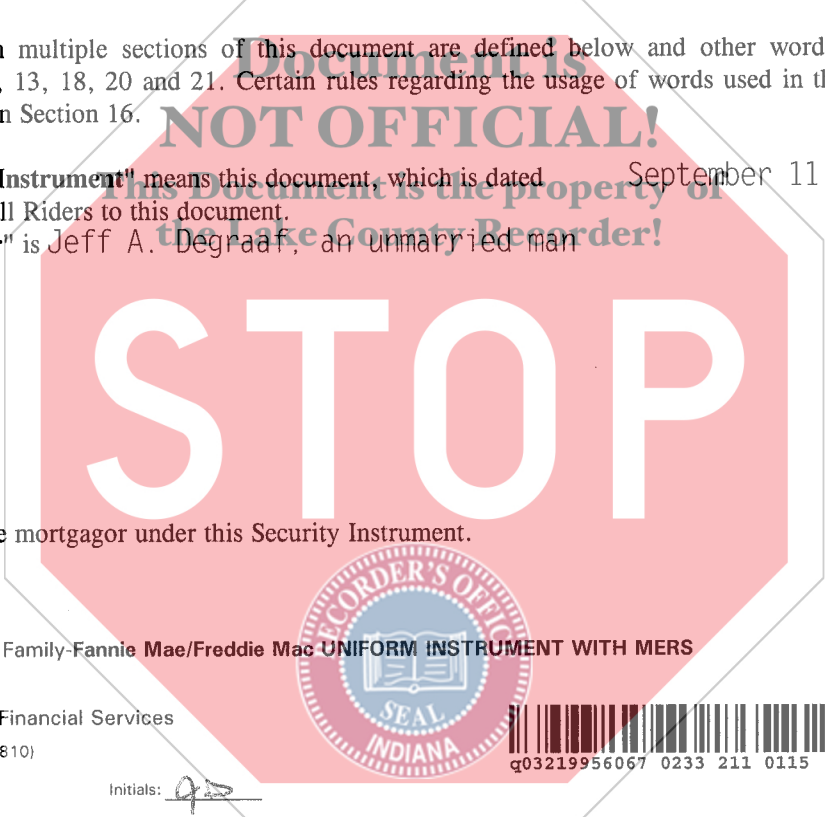 multiple sections of this document are defined below and other word
, 13, 18, 20 and 21. Certain rules regarding the usage of words used in t
n Section 16.
Document is
NOT OFFICIAL!
This Document is the property of
the Lake County Recorder!
Instrument" means this document, which is dated September 11
ll Riders to this document.
" is Jeff A. Degraaf, an unmarried man
STOP
e mortgagor under this Security Instrument.
RECORDER'S OFFICE
SEAL
INDIANA
Family-Fannie Mae/Freddie Mac UNIFORM INSTRUMENT WITH MERS
Financial Services
810)
q03219956067 0233 211 0115
Initials: